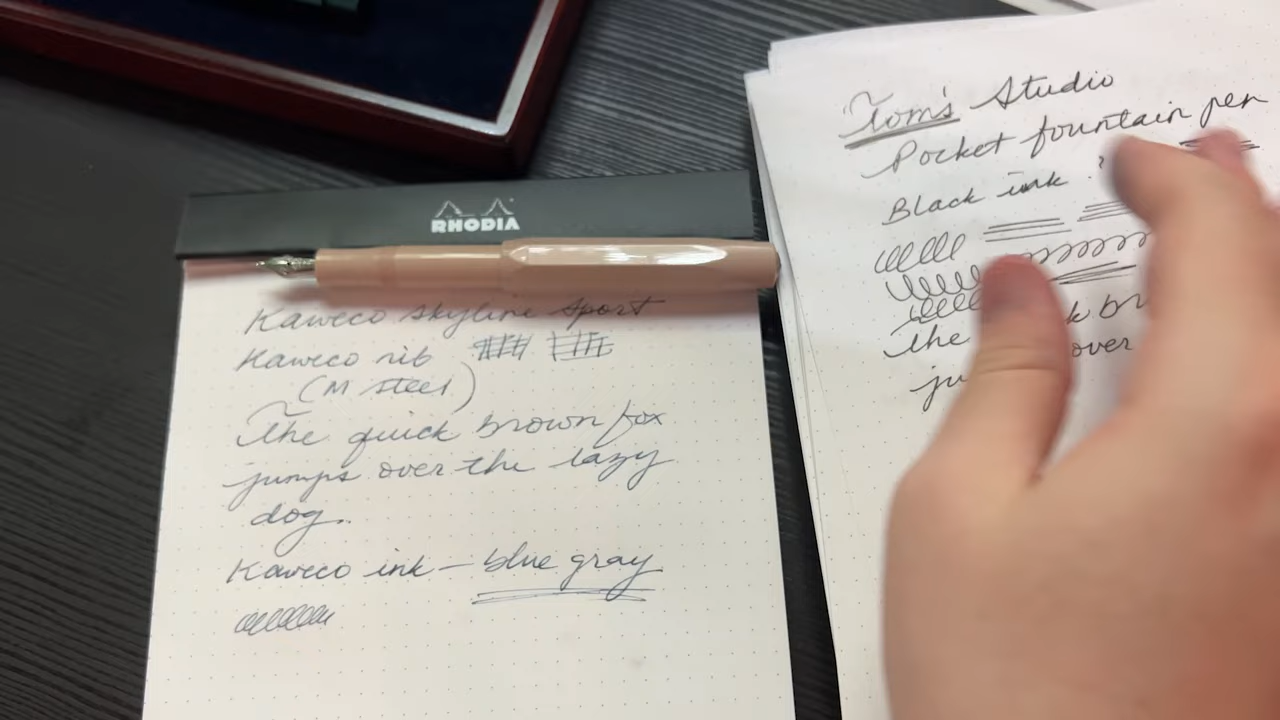 RHODIA
Kaweco skyline sport
Kaweco nib
(M steel)
The quick brown fox
jumps over the lazy
dog.
Kaweco ink - blue gray
Tom's Studio
Pocket fountain pen
Black ink
the
over